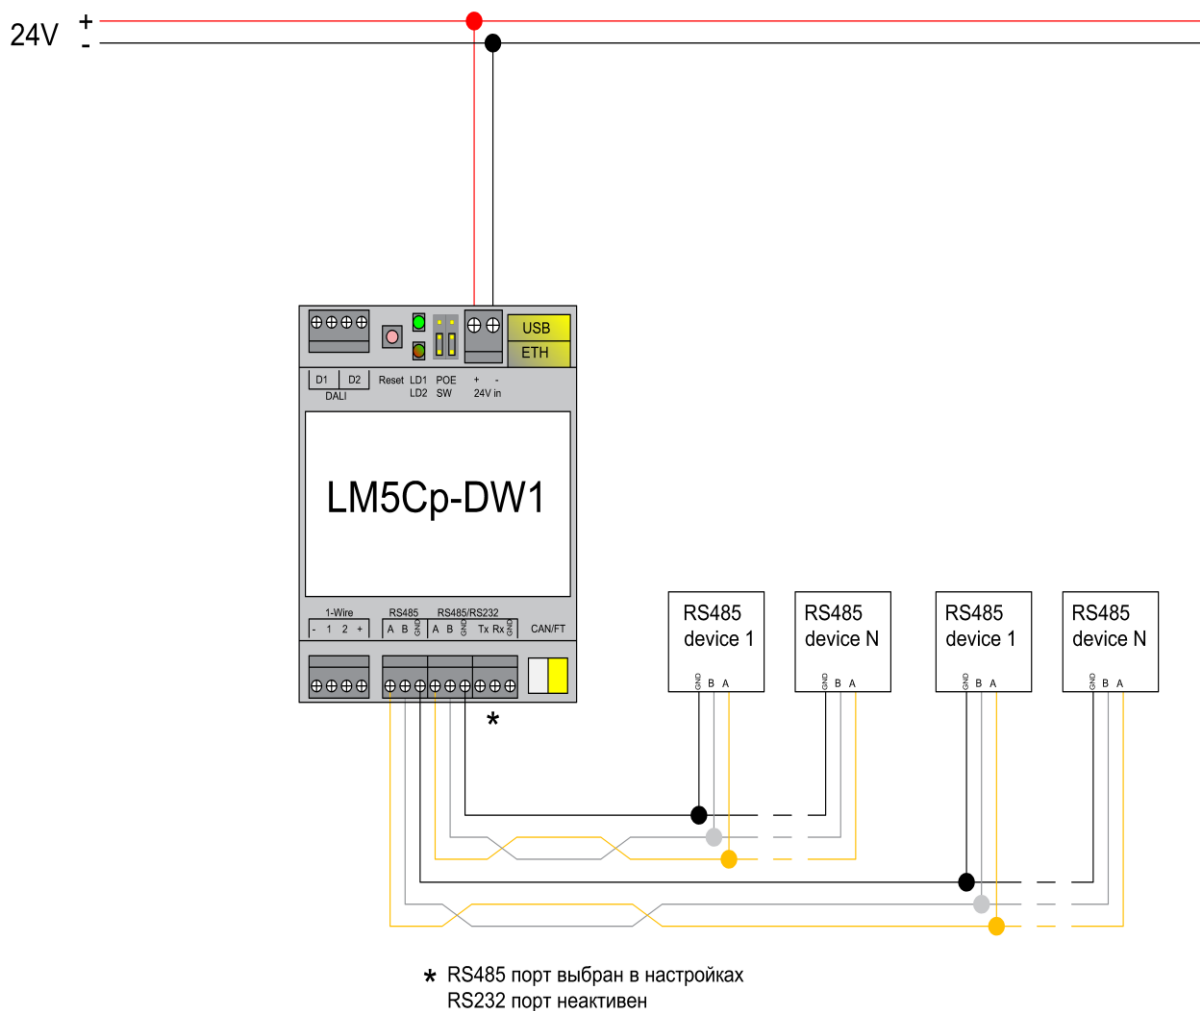 24V + -
USB
ETH
D1 D2 Reset LD1 POE + -
DALI LD2 SW 24V in
LM5Cp-DW1
1-Wire RS485 RS485/RS232
- 1 2 + A B GND A B GND Tx Rx GND CAN/FT
RS485
device 1
GND B A
RS485
device N
GND B A
RS485
device 1
GND B A
RS485
device N
GND B A
*
* RS485 порт выбран в настройках
RS232 порт неактивен